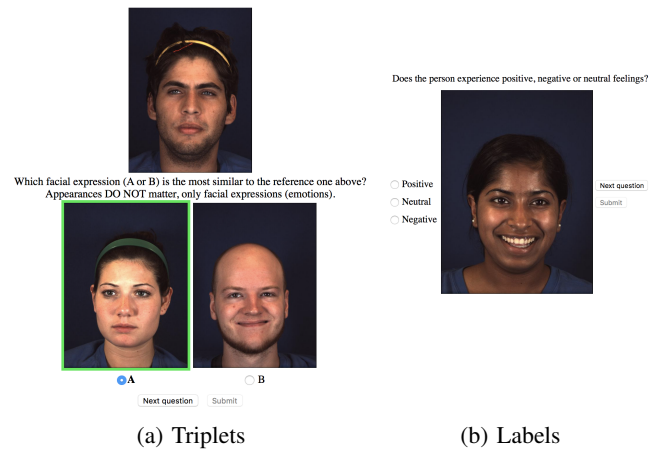 Which facial expression (A or B) is the most similar to the reference one above?
Appearances DO NOT matter, only facial expressions (emotions).
A
B
Next question
Submit
(a) Triplets
Does the person experience positive, negative or neutral feelings?
Positive
Neutral
Negative
Next question
Submit
(b) Labels